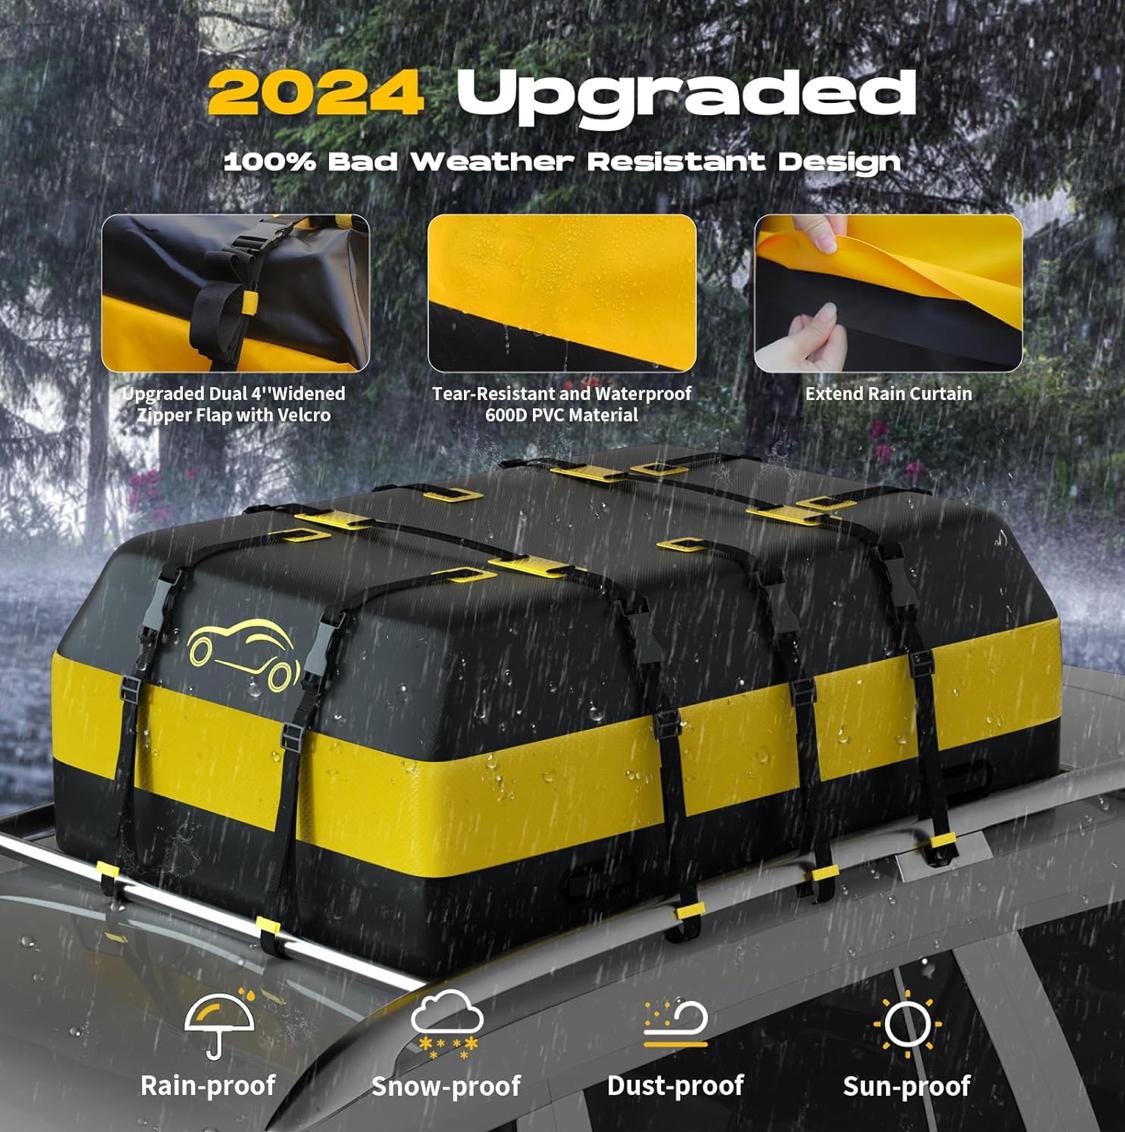 2024 Upgraded
100% Bad Weather Resistant Design
Upgraded Dual 4''Widened
Zipper Flap with Velcro
Tear-Resistant and Waterproof
600D PVC Material
Extend Rain Curtain
Rain-proof
Snow-proof
Dust-proof
Sun-proof